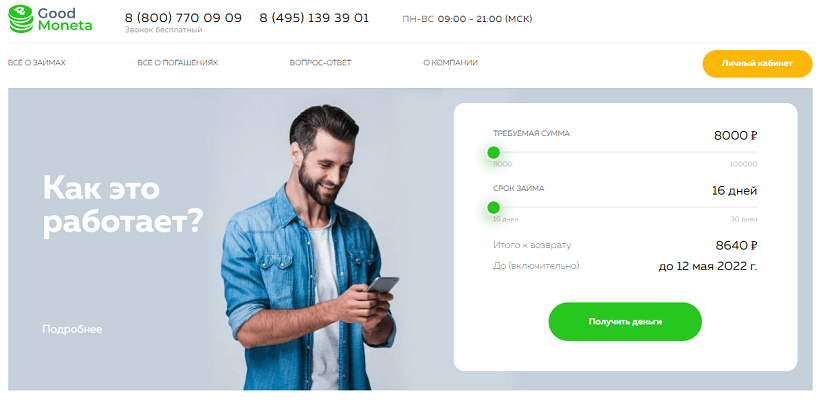 Good
Moneta
8 (800) 770 09 09
Звонок бесплатный
8 (495) 139 39 01
ПН-ВС 09:00 - 21:00 (МСК)
ВСЕ О ЗАЙМАХ
ВСЕ О ПОГАШЕНИЯХ
ВОПРОС-ОТВЕТ
О КОМПАНИИ
Личный кабинет
Как это
работает?
Подробнее
ТРЕБУЕМАЯ СУММА
8000 ₽
8000
100000
СРОК ЗАЙМА
16 дней
16 дней
30 дней
Итого к возврату
8640 ₽
До (включительно)
до 12 мая 2022 г.
Получить деньги